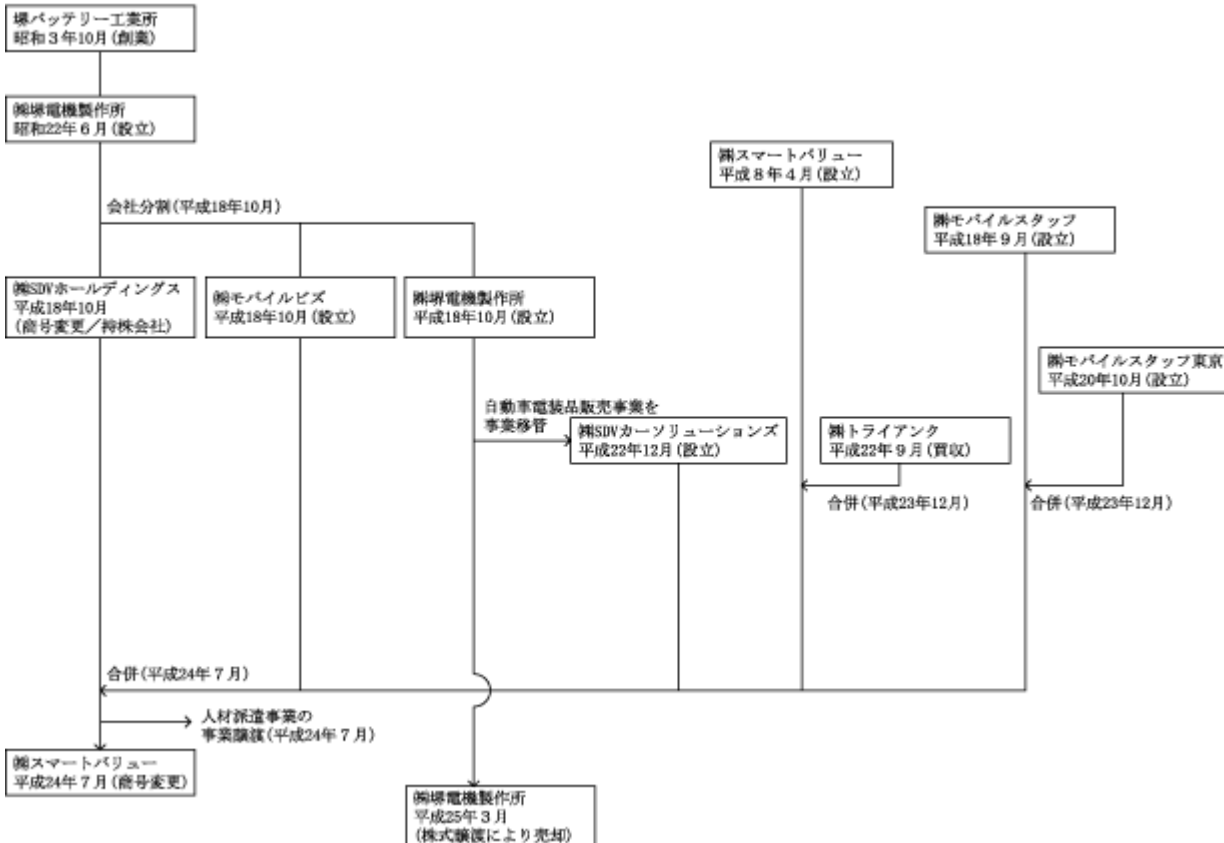 堺バッテリー工業所
昭和3年10月(創業)
㈱堺電機製作所
昭和22年6月(設立)
㈱スマートバリュー
平成8年4月(設立)
会社分割(平成18年10月)
㈱モバイルスタッフ
平成18年9月(設立)
㈱SDVホールディングス
平成18年10月
(商号変更／持株会社)
㈱モバイルビズ
平成18年10月(設立)
㈱堺電機製作所
平成18年10月(設立)
㈱モバイルスタッフ東京
平成20年10月(設立)
自動車電装品販売事業を
事業移管
㈱SDVカーソリューションズ
平成22年12月(設立)
㈱トライアンク
平成22年9月(買収)
合併(平成23年12月)
合併(平成23年12月)
合併(平成24年7月)
人材派遣事業の
事業譲渡(平成24年7月)
㈱スマートバリュー
平成24年7月(商号変更)
㈱堺電機製作所
平成25年3月
(株式譲渡により売却)